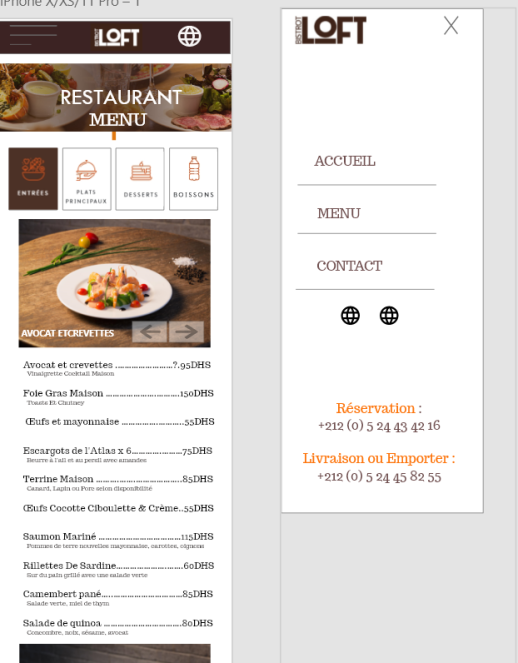 iPhone X/XS/11 Pro – 1
BISTROT LOFT
RESTAURANT
MENU
ENTRÉES
PLATS
PRINCIPAUX
DESSERTS
BOISSONS
AVOCAT ETCREVETTES
Avocat et crevettes ......................?.95DHS
Vinaigrette Cocktail Maison
Foie Gras Maison ............................150DHS
Toasts Et Chutney
Œufs et mayonnaise ........................55DHS
Escargots de l'Atlas x 6...................75DHS
Beurre à l'ail et au persil avec amandes
Terrine Maison .................................85DHS
Canard, Lapin ou Porc selon disponibilité
Œufs Cocotte Ciboulette & Crème..55DHS
Saumon Mariné ...............................115DHS
Pommes de terre nouvelles mayonnaise, carottes, oignons
Rillettes De Sardine.........................60DHS
Sur du pain grillé avec une salade verte
Camembert pané..............................85DHS
Salade verte, miel de thym
Salade de quinoa .............................80DHS
Concombre, noix, sésame, avocat
BISTROT LOFT
X
ACCUEIL
MENU
CONTACT
Réservation :
+212 (0) 5 24 43 42 16
Livraison ou Emporter :
+212 (0) 5 24 45 82 55